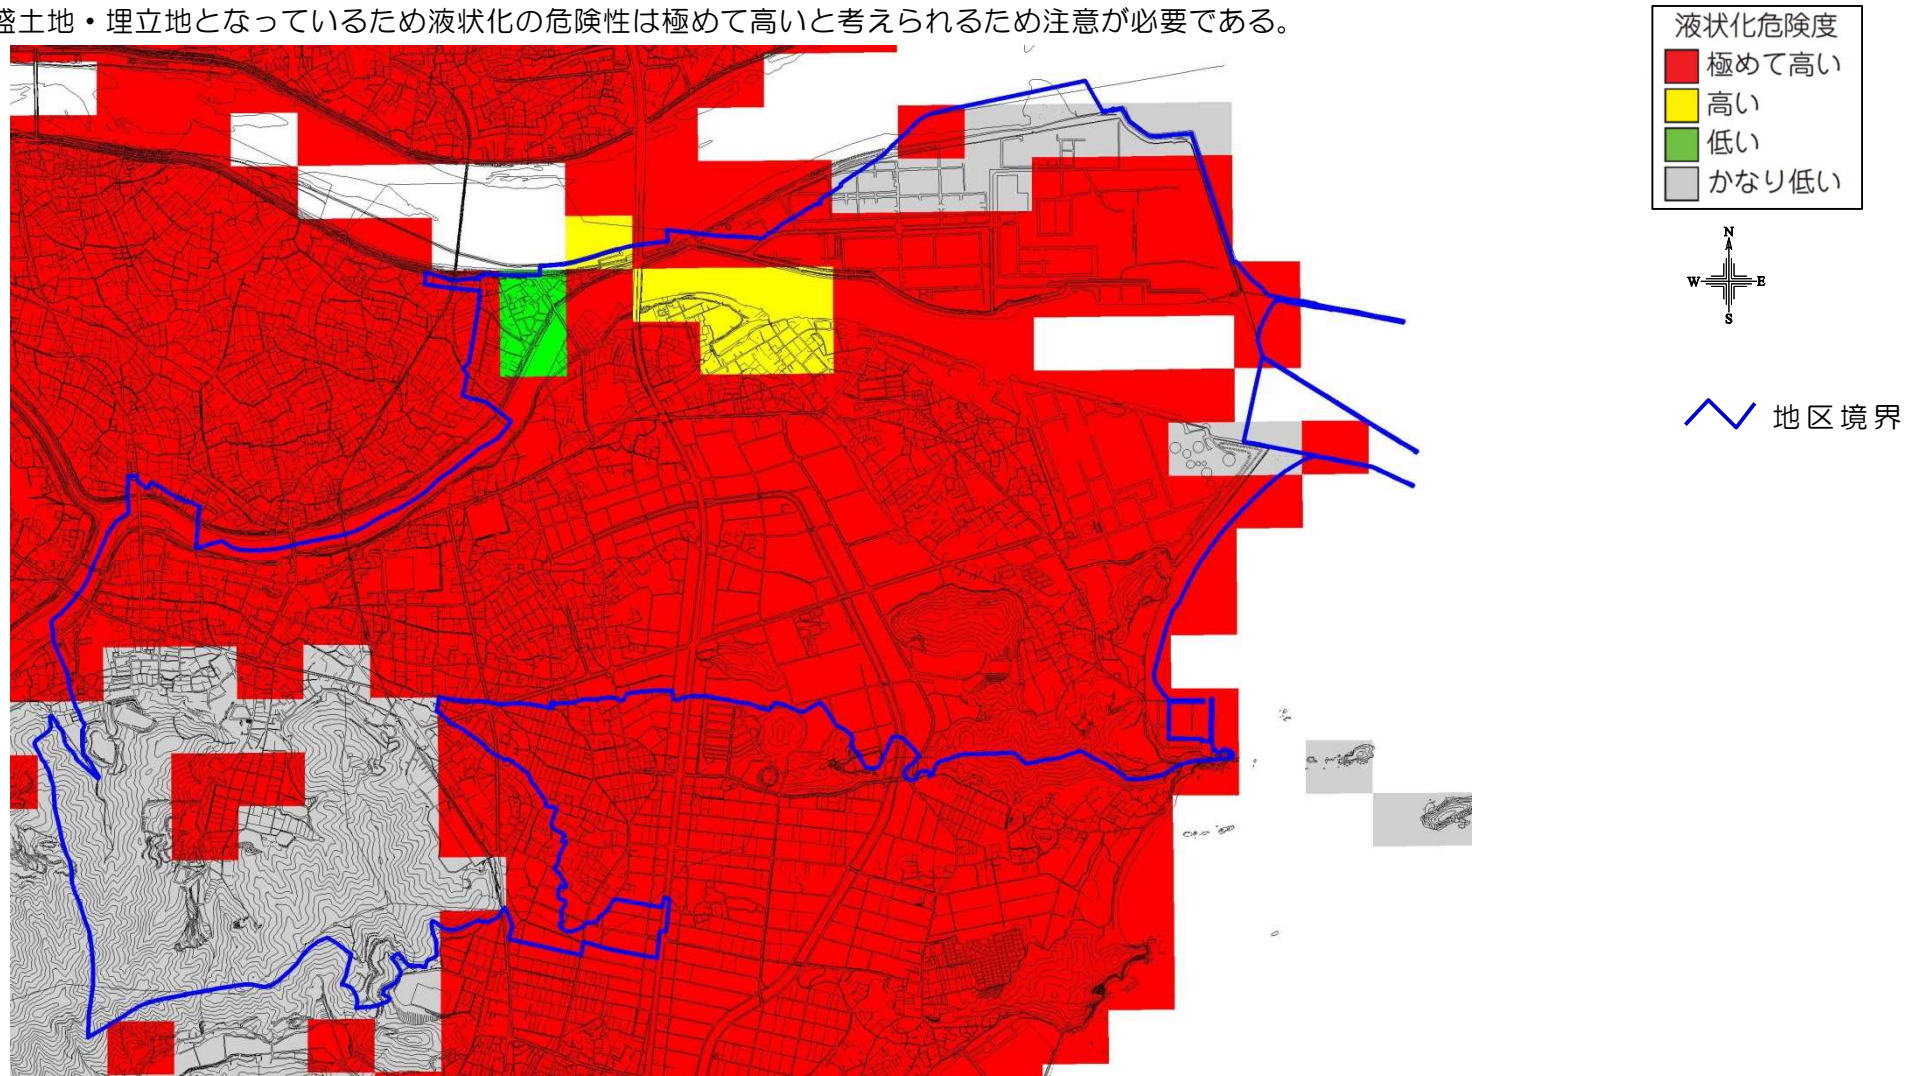 盛土地・埋立地となっているため液状化の危険性は極めて高いと考えられるため注意が必要である。
液状化危険度
極めて高い
高い
低い
かなり低い
N
W E
S
地区境界